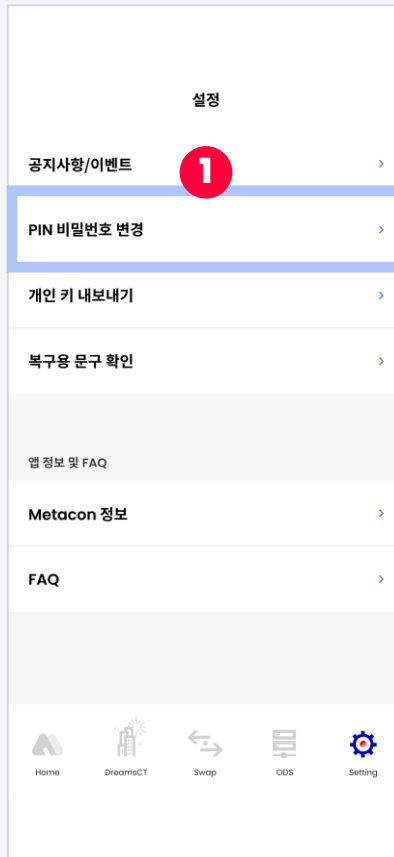 설정
공지사항/이벤트
1
PIN 비밀번호 변경
개인 키 내보내기
복구용 문구 확인
앱 정보 및 FAQ
Metacon 정보
FAQ
Home DreamsCT Swap ODS Setting